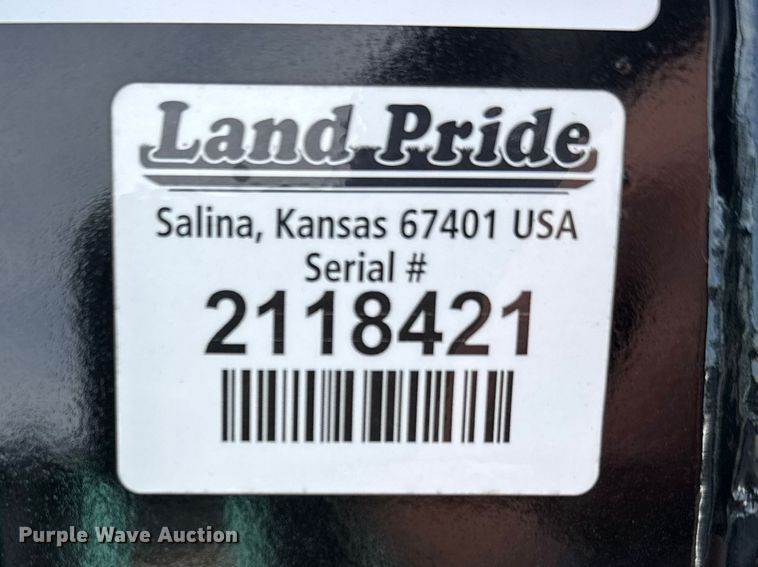 Land Pride
Salina, Kansas 67401 USA
Serial #
2118421
Purple Wave Auction